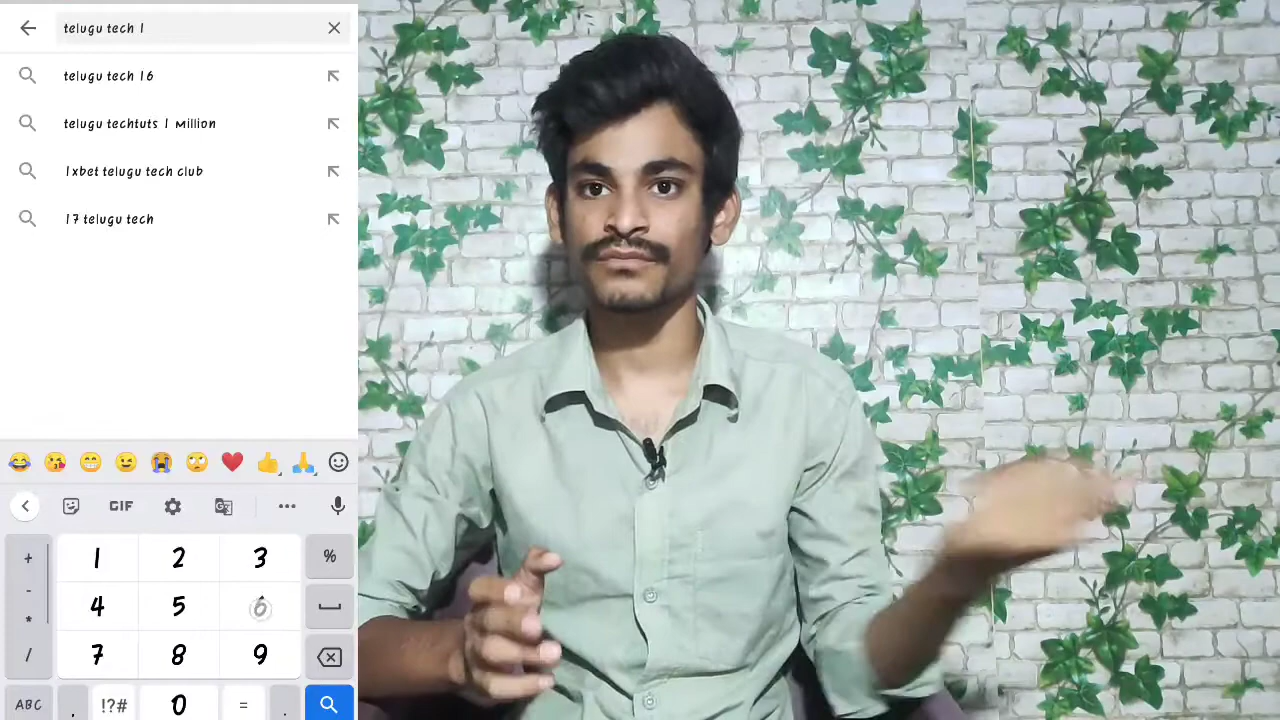 telugu tech 1
telugu tech 16
telugu techtuts 1 Million
1xbet telugu tech club
17 telugu tech
GIF
+ 1 2 3 %
-
* 4 5 6
/ 7 8 9
ABC , !?# 0 = .